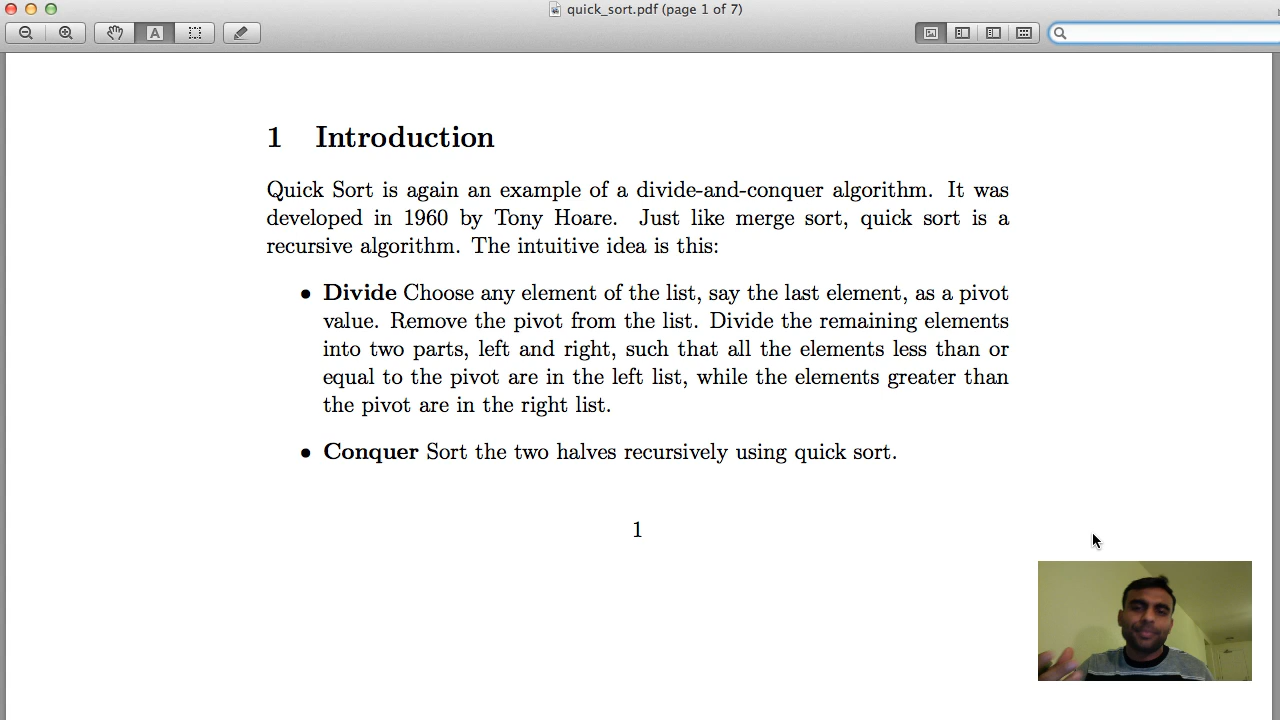 quick_sort.pdf (page 1 of 7)
A
1 Introduction
Quick Sort is again an example of a divide-and-conquer algorithm. It was
developed in 1960 by Tony Hoare. Just like merge sort, quick sort is a
recursive algorithm. The intuitive idea is this:
• Divide Choose any element of the list, say the last element, as a pivot
value. Remove the pivot from the list. Divide the remaining elements
into two parts, left and right, such that all the elements less than or
equal to the pivot are in the left list, while the elements greater than
the pivot are in the right list.
• Conquer Sort the two halves recursively using quick sort.
1